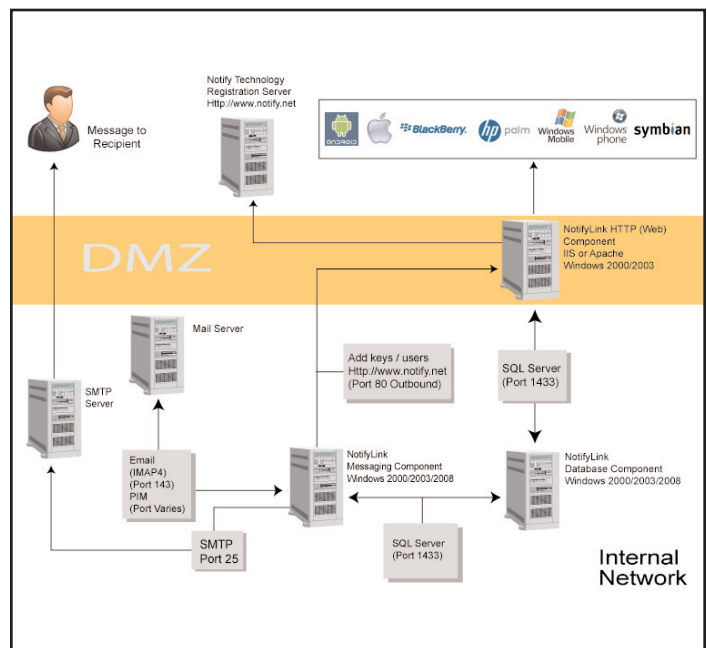 Notify Technology
Registration Server
Http://www.notify.net
Message to
Recipient
ANDROID
BlackBerry.
hp palm
Windows
Mobile
Windows
phone
symbian
DMZ
NotifyLink HTTP (Web)
Component
IIS or Apache
Windows 2000/2003
Mail Server
SMTP
Server
Add keys / users
Http://www.notify.net
(Port 80 Outbound)
SQL Server
(Port 1433)
Email
(IMAP4)
(Port 143)
PIM
(Port Varies)
NotifyLink
Messaging Component
Windows 2000/2003/2008
NotifyLink
Database Component
Windows 2000/2003/2008
SMTP
Port 25
SQL Server
(Port 1433)
Internal
Network